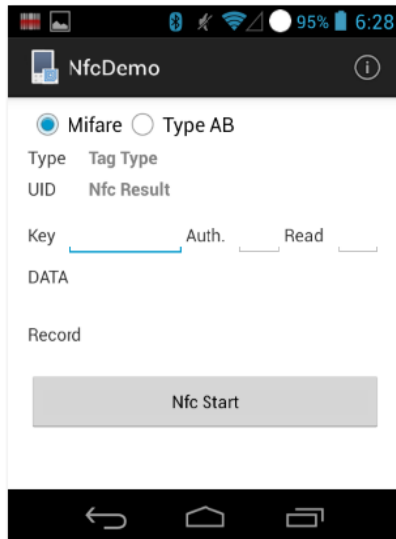 95% 6:28
NfcDemo
Mifare Type AB
Type Tag Type
UID Nfc Result
Key Auth. Read
DATA
Record
Nfc Start